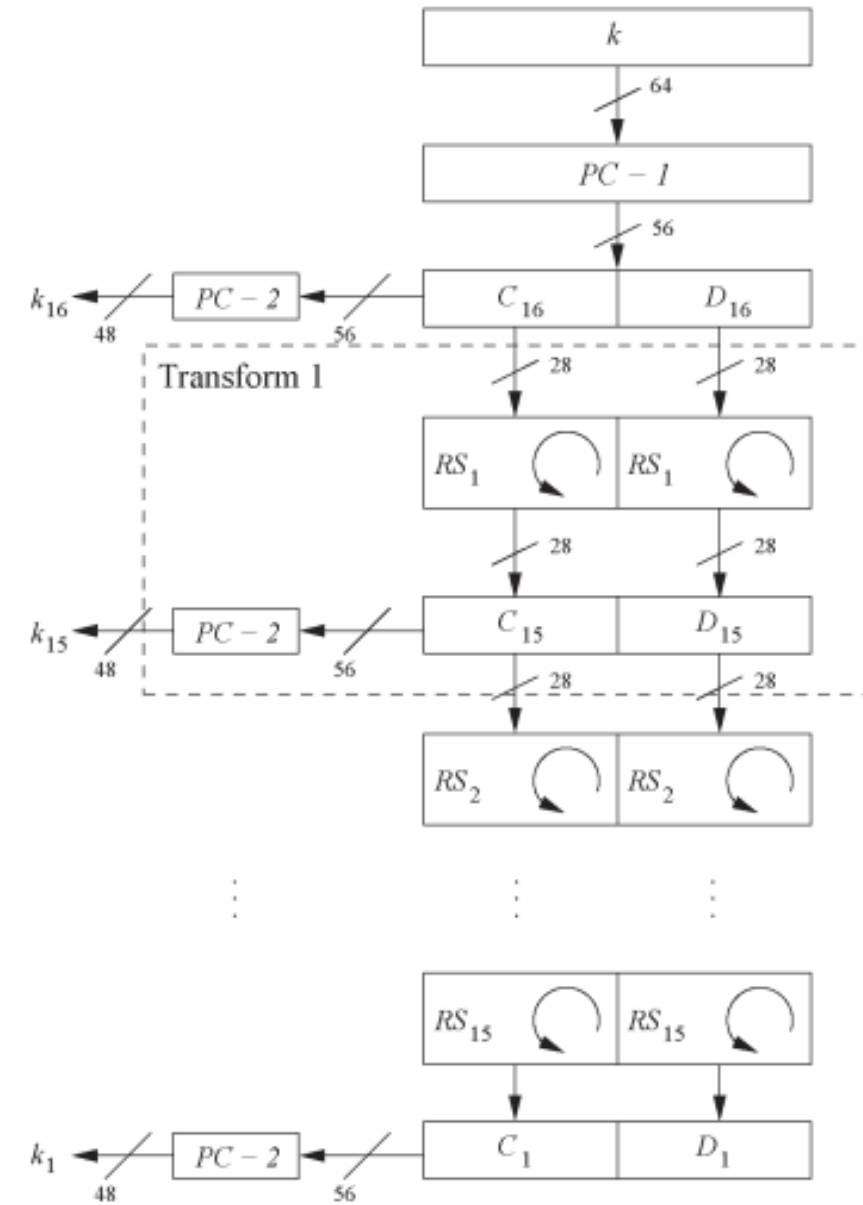 k
64
PC – 1
56
k16 PC – 2 C16 D16
48 56
Transform 1 28 28
RS1 RS1
28 28
k15 PC – 2 C15 D15
48 56
28 28
RS2 RS2
RS15 RS15
k1 PC – 2 C1 D1
48 56